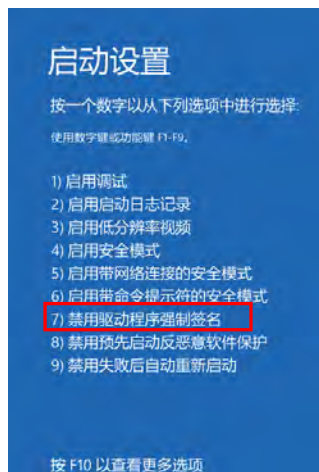 启动设置
按一个数字以从下列选项中进行选择:
使用数字键或功能键 F1-F9。
1) 启用调试
2) 启用启动日志记录
3) 启用低分辨率视频
4) 启用安全模式
5) 启用带网络连接的安全模式
6) 启用带命令提示符的安全模式
7) 禁用驱动程序强制签名
8) 禁用预先启动反恶意软件保护
9) 禁用失败后自动重新启动
按 F10 以查看更多选项